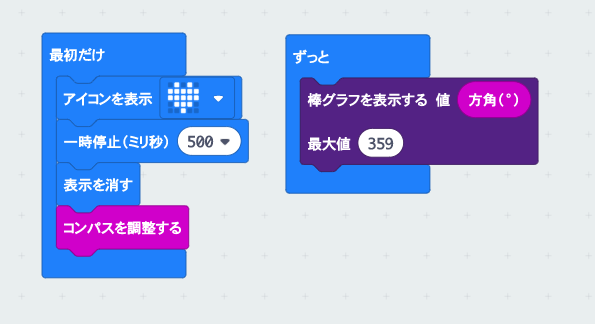 最初だけ
アイコンを表示
一時停止(ミリ秒) 500
表示を消す
コンパスを調整する
ずっと
棒グラフを表示する 値 方角(°)
最大値 359